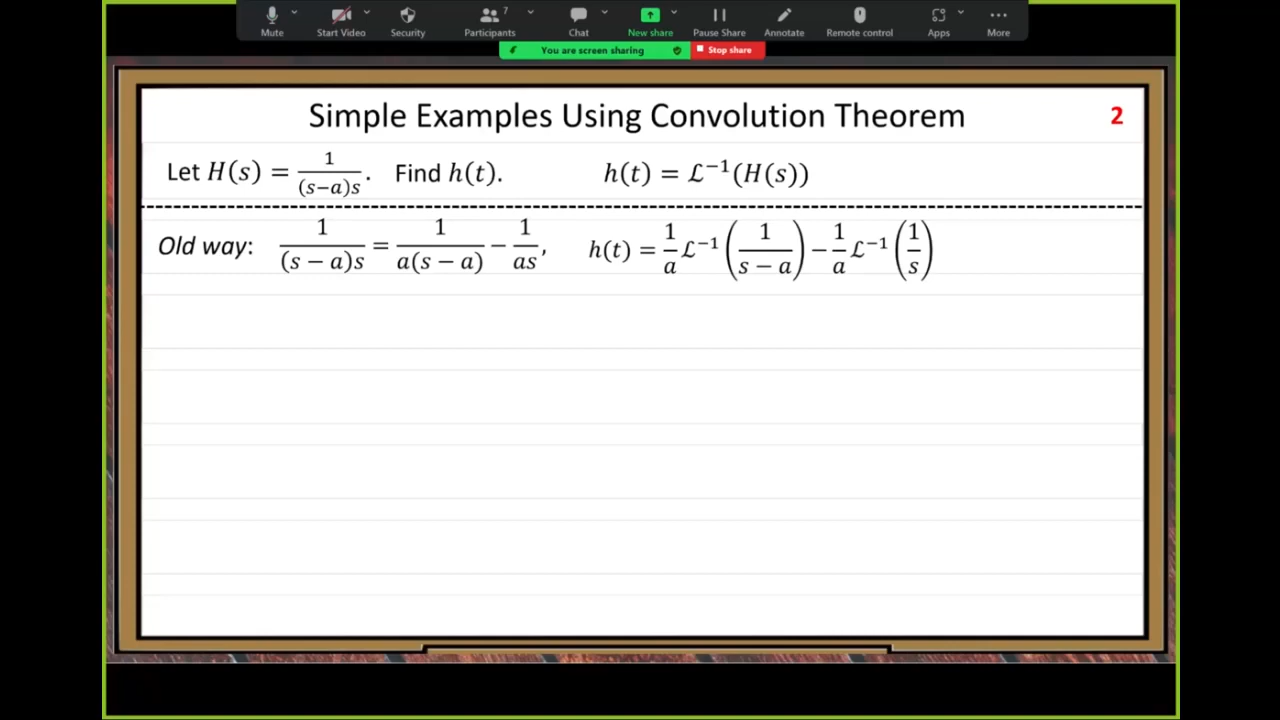 7
Mute Start Video Security Participants Chat New share Pause Share Annotate Remote control Apps More
You are screen sharing Stop share
Simple Examples Using Convolution Theorem 2
Let H(s) = 1/((s−a)s). Find h(t). h(t) = ℒ⁻¹(H(s))
Old way: 1/((s − a)s) = 1/(a(s − a)) − 1/(as), h(t) = (1/a)ℒ⁻¹(1/(s − a)) − (1/a)ℒ⁻¹(1/s)